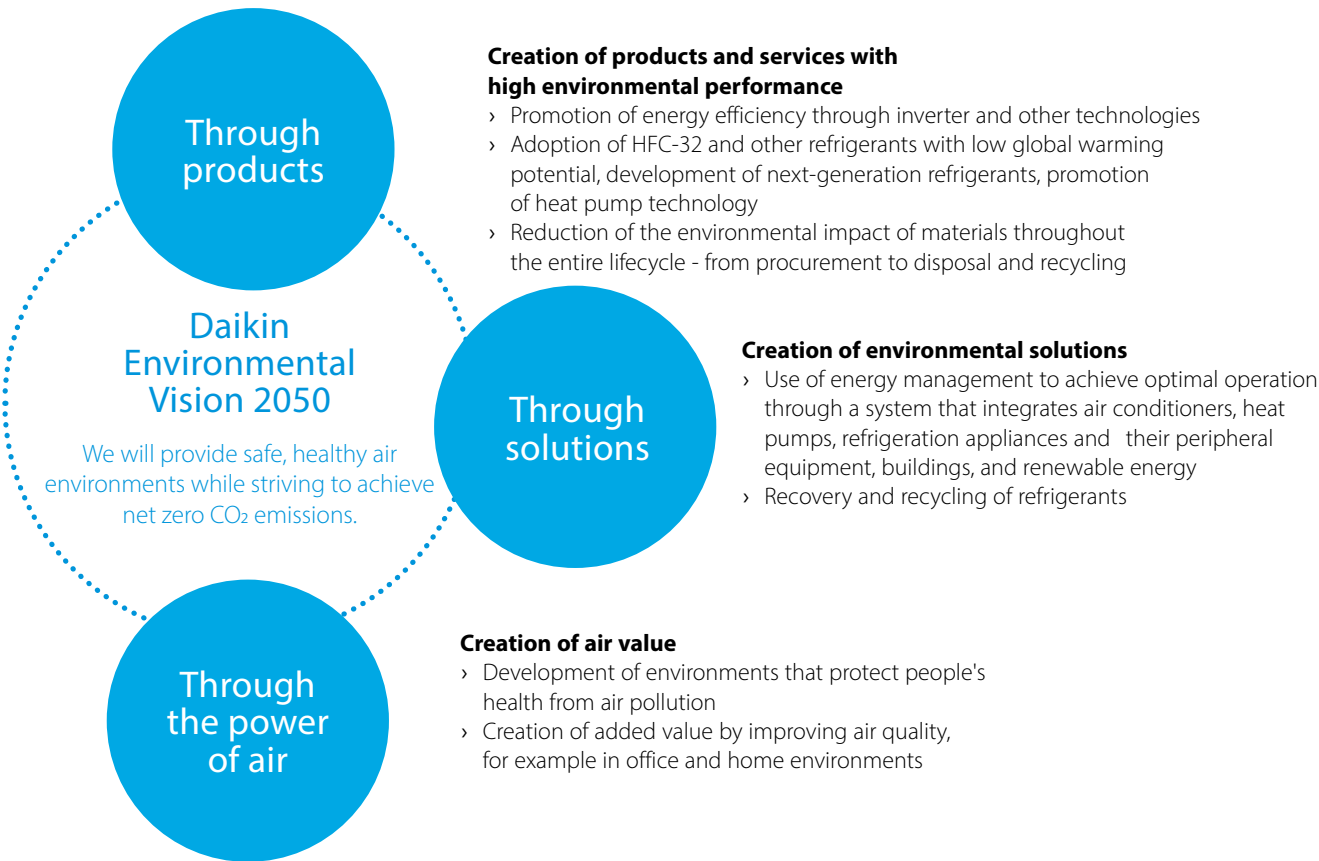 Through
products
Creation of products and services with
high environmental performance
› Promotion of energy efficiency through inverter and other technologies
› Adoption of HFC-32 and other refrigerants with low global warming
potential, development of next-generation refrigerants, promotion
of heat pump technology
› Reduction of the environmental impact of materials throughout
the entire lifecycle - from procurement to disposal and recycling
Daikin
Environmental
Vision 2050
We will provide safe, healthy air
environments while striving to achieve
net zero CO₂ emissions.
Through
solutions
Creation of environmental solutions
› Use of energy management to achieve optimal operation
through a system that integrates air conditioners, heat
pumps, refrigeration appliances and their peripheral
equipment, buildings, and renewable energy
› Recovery and recycling of refrigerants
Through
the power
of air
Creation of air value
› Development of environments that protect people's
health from air pollution
› Creation of added value by improving air quality,
for example in office and home environments